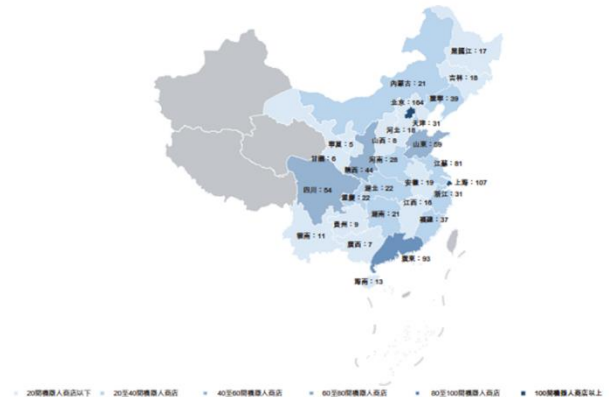 黑龍江：17
吉林：18
內蒙古：21
遼寧：39
北京：104
天津：31
河北：18
山西：8
寧夏：5
山東：59
甘肅：6
河南：28
陝西：44
江蘇：81
四川：54
湖北：22
安徽：19
上海：107
重慶：22
浙江：31
江西：16
湖南：21
貴州：9
福建：37
雲南：11
廣西：7
廣東：93
海南：13
20間機器人商店以下 20至40間機器人商店 40至60間機器人商店 60至80間機器人商店 80至100間機器人商店 100間機器人商店以上